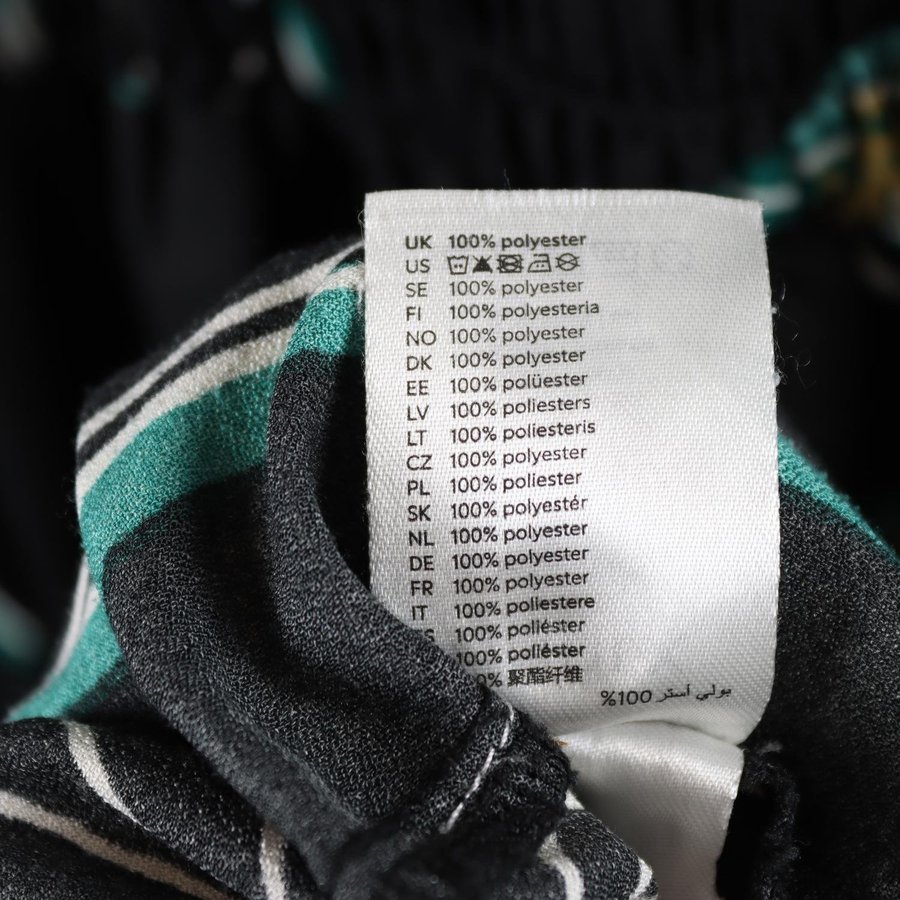 UK 100% polyester
US
SE 100% polyester
FI 100% polyesteria
NO 100% polyester
DK 100% polyester
EE 100% polüester
LV 100% poliesters
LT 100% poliesteris
CZ 100% polyester
PL 100% poliester
SK 100% polyestér
NL 100% polyester
DE 100% polyester
FR 100% polyester
IT 100% poliestere
100% poliéster
100% poliéster
聚酯纤维
بولي أستر 100%